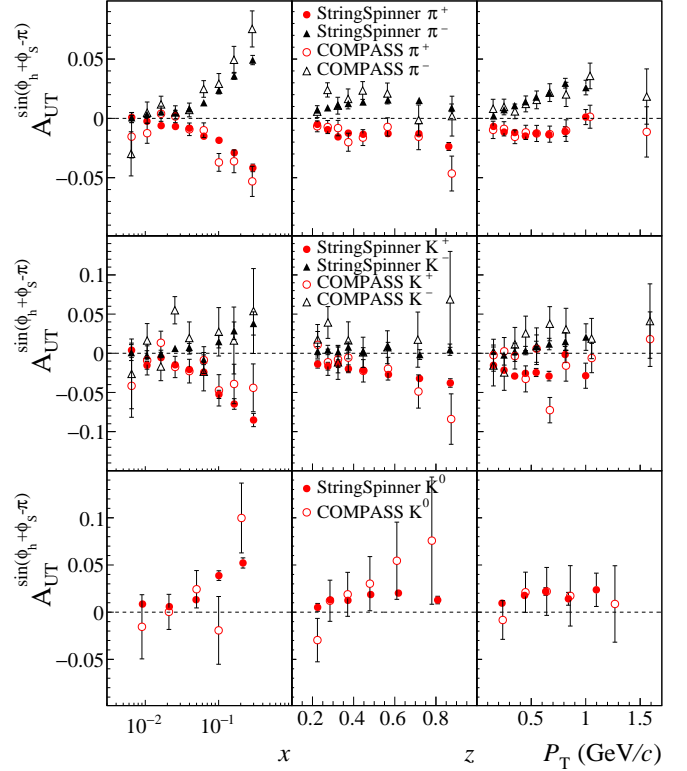 A_UT^sin(ϕ_h+ϕ_S-π)
0.05
0
−0.05
StringSpinner π⁺
StringSpinner π⁻
COMPASS π⁺
COMPASS π⁻
A_UT^sin(ϕ_h+ϕ_S-π)
0.1
0.05
0
−0.05
−0.1
StringSpinner K⁺
StringSpinner K⁻
COMPASS K⁺
COMPASS K⁻
A_UT^sin(ϕ_h+ϕ_S-π)
0.1
0.05
0
−0.05
StringSpinner K⁰
COMPASS K⁰
10⁻² 10⁻¹ 0.2 0.4 0.6 0.8 0.5 1 1.5
x z P_T (GeV/c)